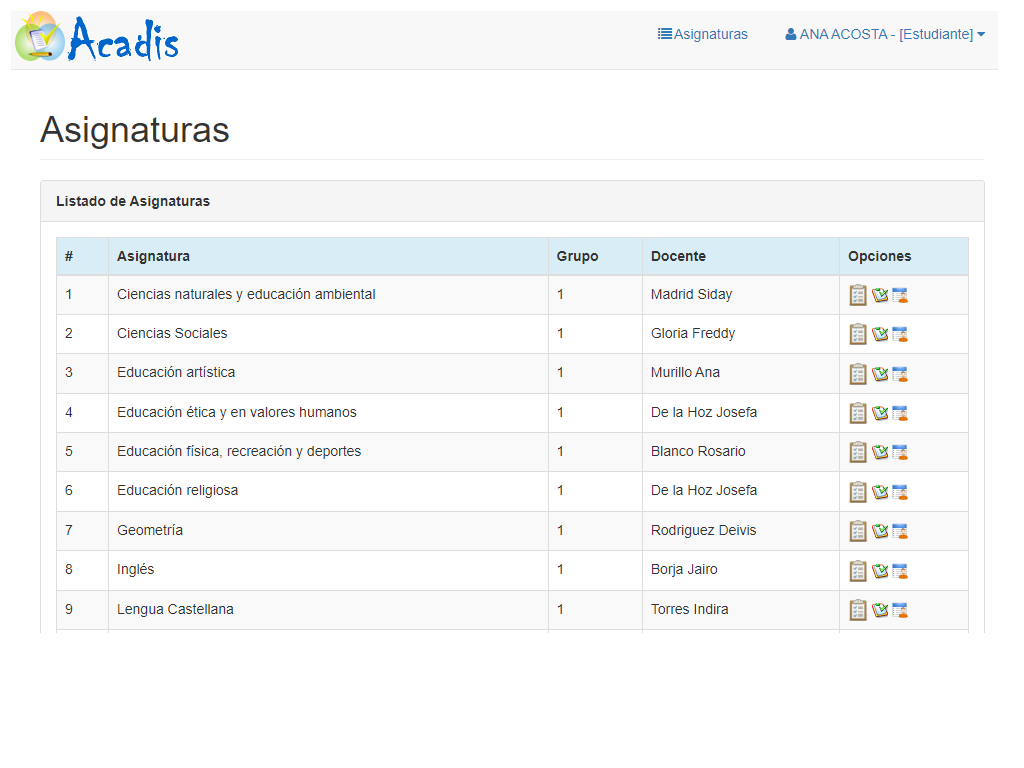 Acadis
Asignaturas
ANA ACOSTA - [Estudiante]
Asignaturas
Listado de Asignaturas
# Asignatura Grupo Docente Opciones
1 Ciencias naturales y educación ambiental 1 Madrid Siday
2 Ciencias Sociales 1 Gloria Freddy
3 Educación artística 1 Murillo Ana
4 Educación ética y en valores humanos 1 De la Hoz Josefa
5 Educación física, recreación y deportes 1 Blanco Rosario
6 Educación religiosa 1 De la Hoz Josefa
7 Geometría 1 Rodriguez Deivis
8 Inglés 1 Borja Jairo
9 Lengua Castellana 1 Torres Indira